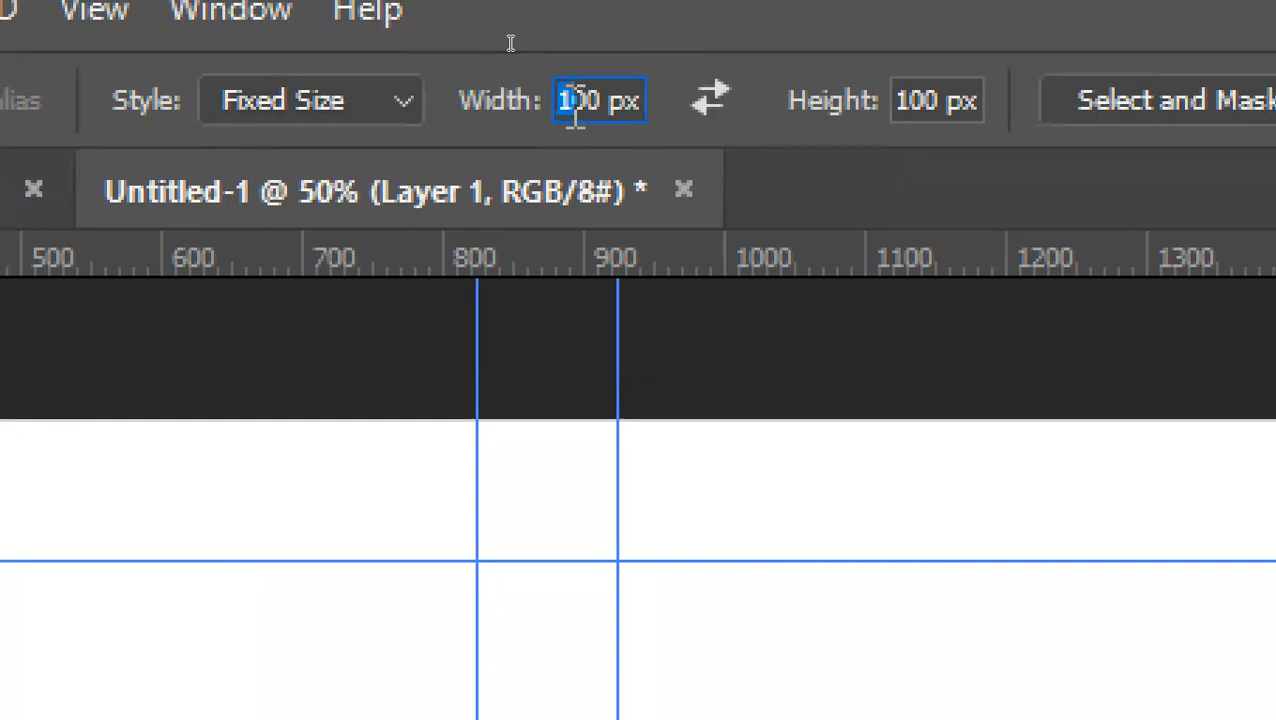 D View Window Help
lias Style: Fixed Size Width: 100 px Height: 100 px Select and Mask
Untitled-1 @ 50% (Layer 1, RGB/8#) *
500 600 700 800 900 1000 1100 1200 1300